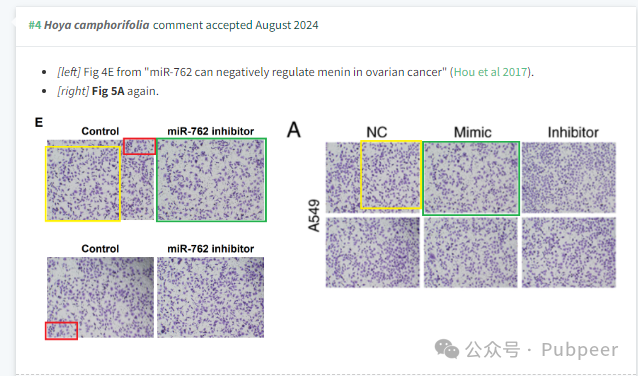 #4 Hoya camphorifolia comment accepted August 2024
[left] Fig 4E from "miR-762 can negatively regulate menin in ovarian cancer" (Hou et al 2017).
[right] Fig 5A again.
E
Control miR-762 inhibitor
Control miR-762 inhibitor
A
NC Mimic Inhibitor
A549
公众号 · Pubpeer